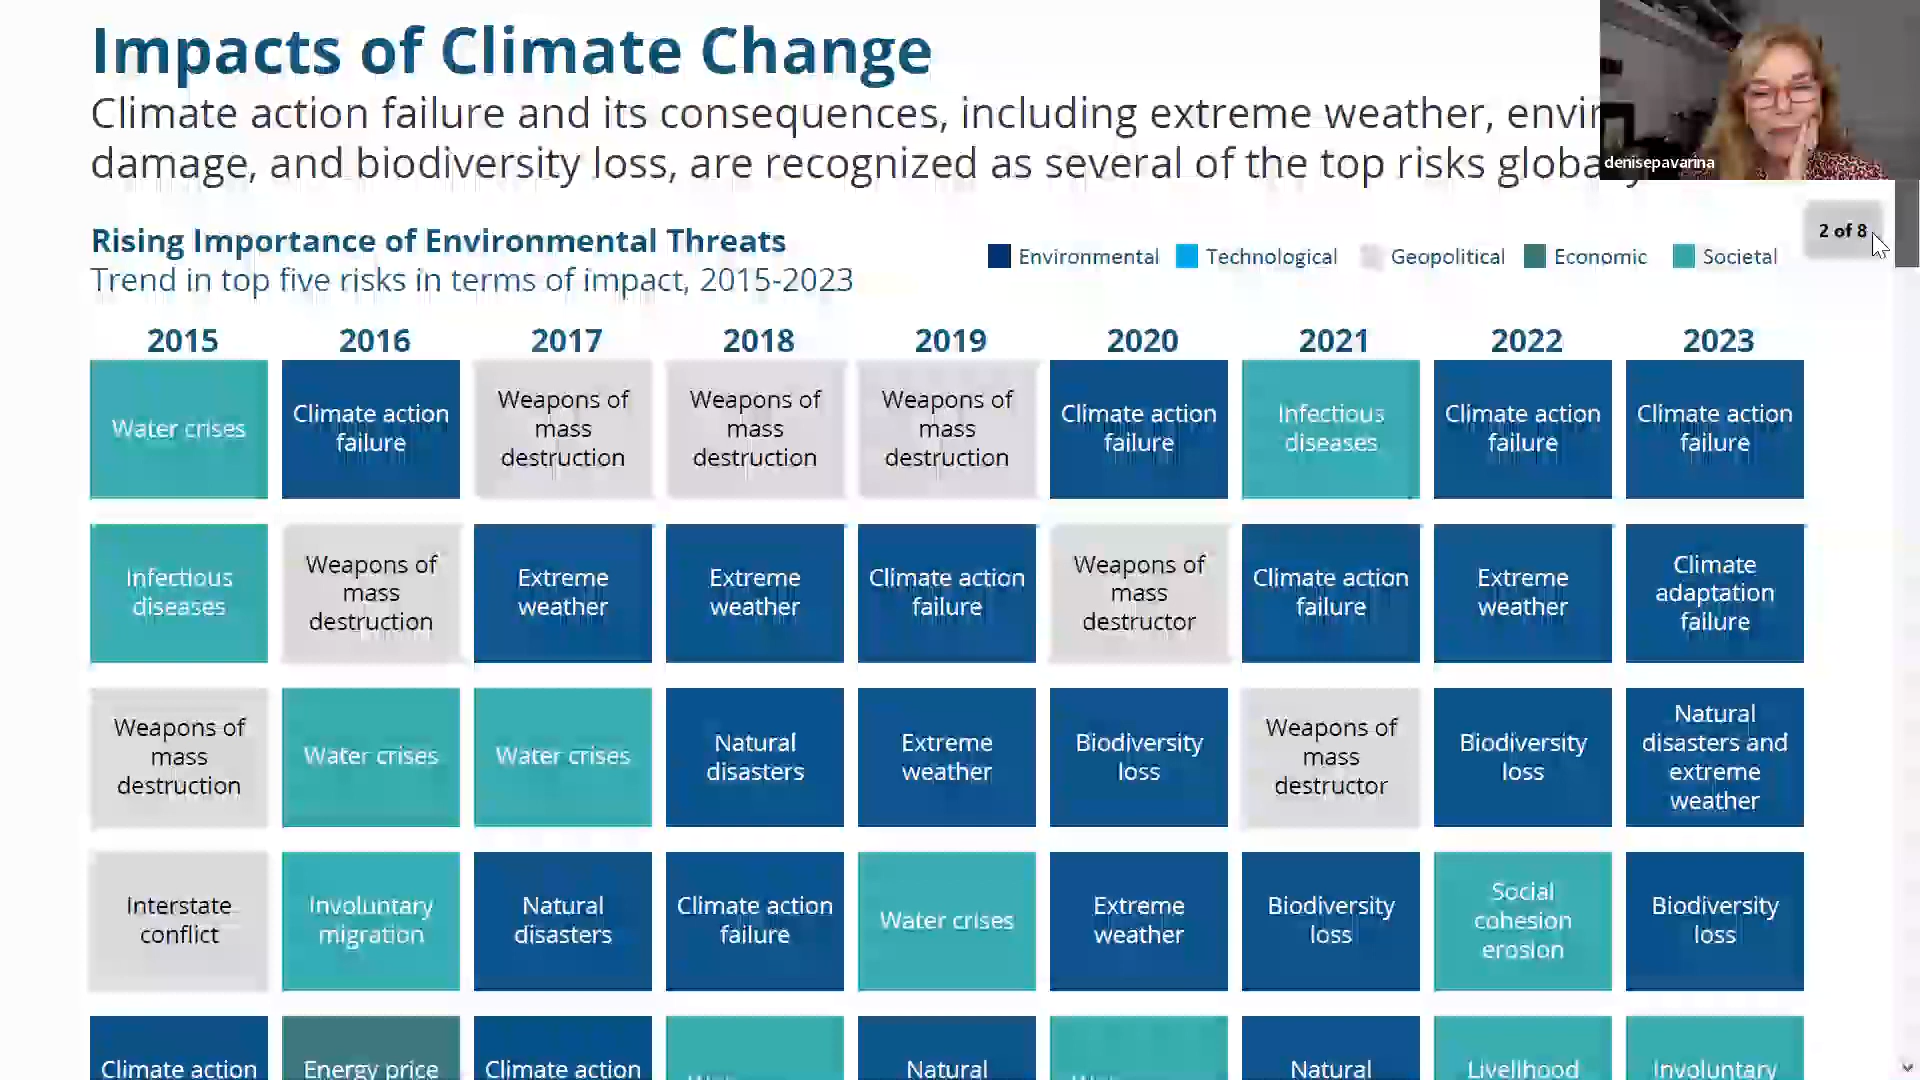 Impacts of Climate Change
Climate action failure and its consequences, including extreme weather, envir
damage, and biodiversity loss, are recognized as several of the top risks globa
denisepavarina
2 of 8
Rising Importance of Environmental Threats
Trend in top five risks in terms of impact, 2015-2023
Environmental Technological Geopolitical Economic Societal
2015 2016 2017 2018 2019 2020 2021 2022 2023
Water crises
Climate action
failure
Weapons of
mass
destruction
Weapons of
mass
destruction
Weapons of
mass
destruction
Climate action
failure
Infectious
diseases
Climate action
failure
Climate action
failure
Infectious
diseases
Weapons of
mass
destruction
Extreme
weather
Extreme
weather
Climate action
failure
Weapons of
mass
destructor
Climate action
failure
Extreme
weather
Climate
adaptation
failure
Weapons of
mass
destruction
Water crises
Water crises
Natural
disasters
Extreme
weather
Biodiversity
loss
Weapons of
mass
destructor
Biodiversity
loss
Natural
disasters and
extreme
weather
Interstate
conflict
Involuntary
migration
Natural
disasters
Climate action
failure
Water crises
Extreme
weather
Biodiversity
loss
Social
cohesion
erosion
Biodiversity
loss
Climate action
Energy price
Climate action
Natural
Natural
Livelihood
Involuntary